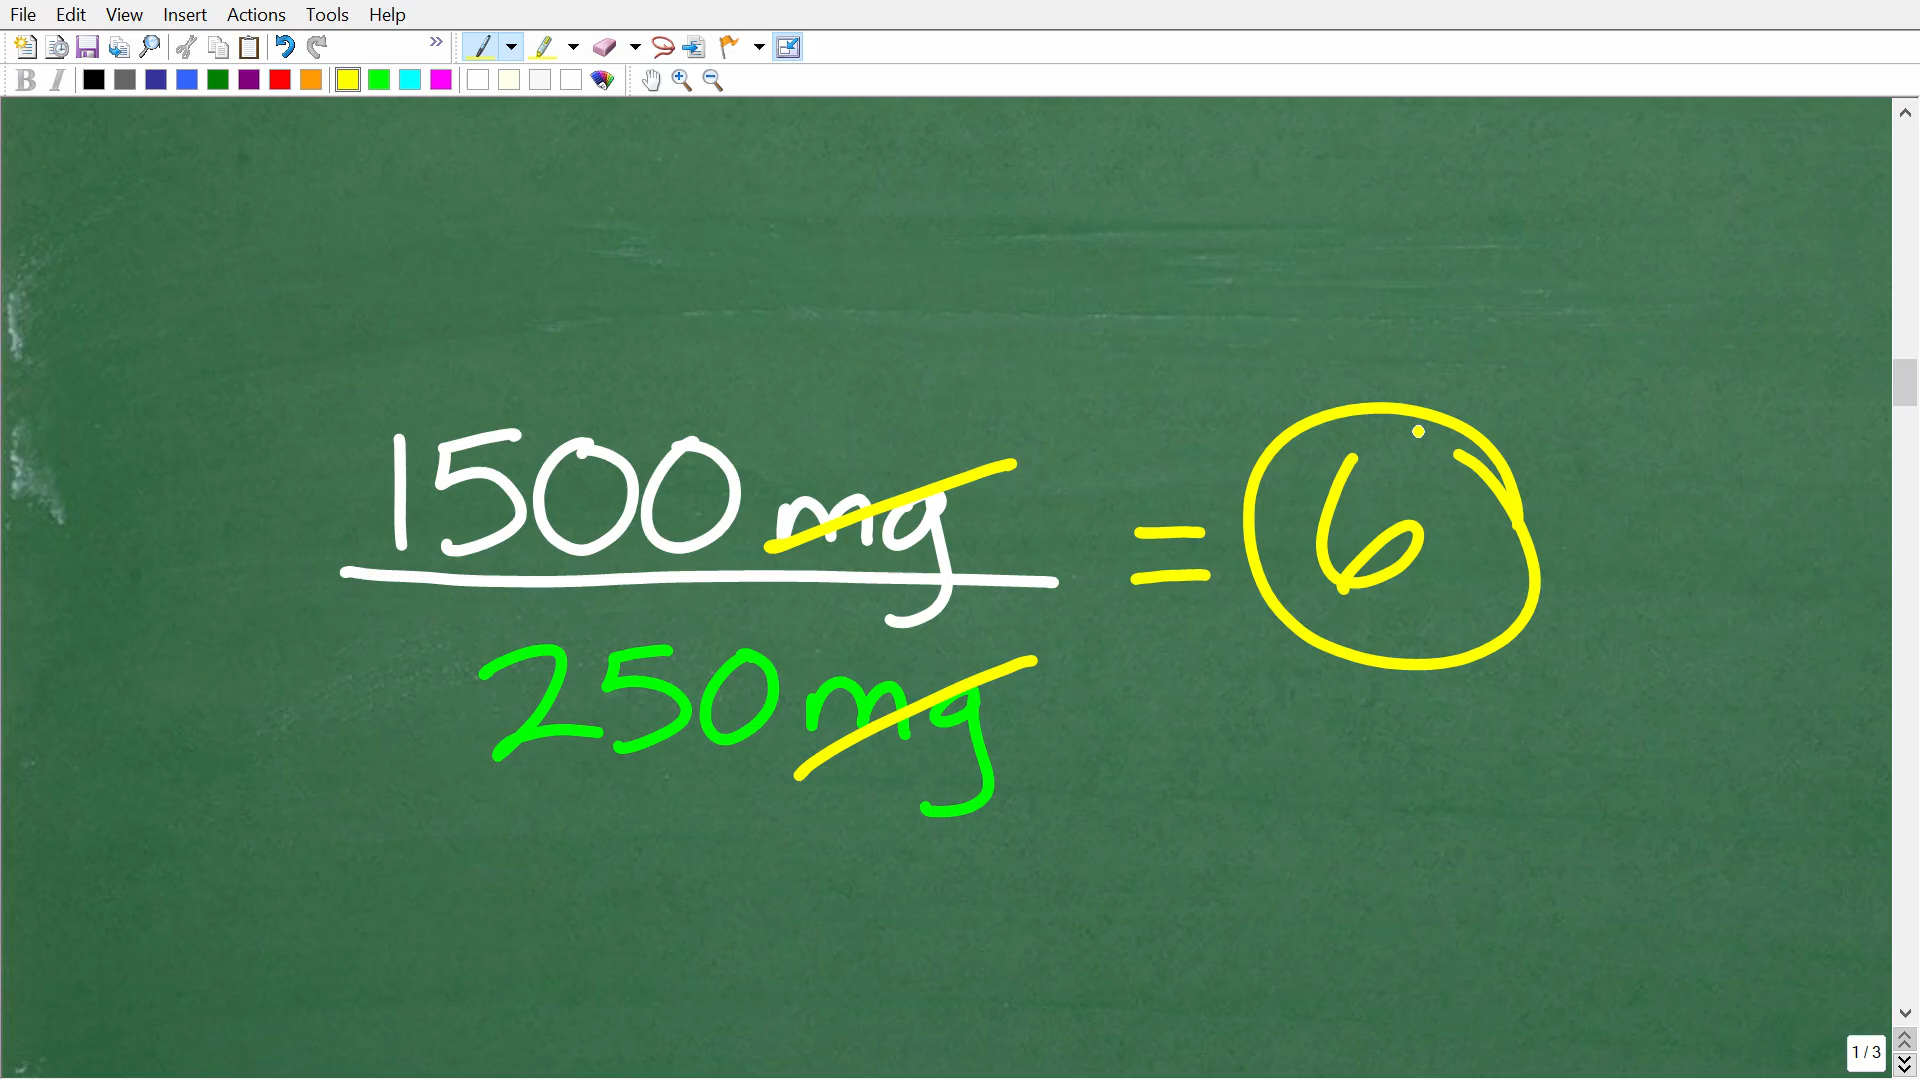 File Edit View Insert Actions Tools Help
B I
1500 mg
= 6
250 mg
1 / 3